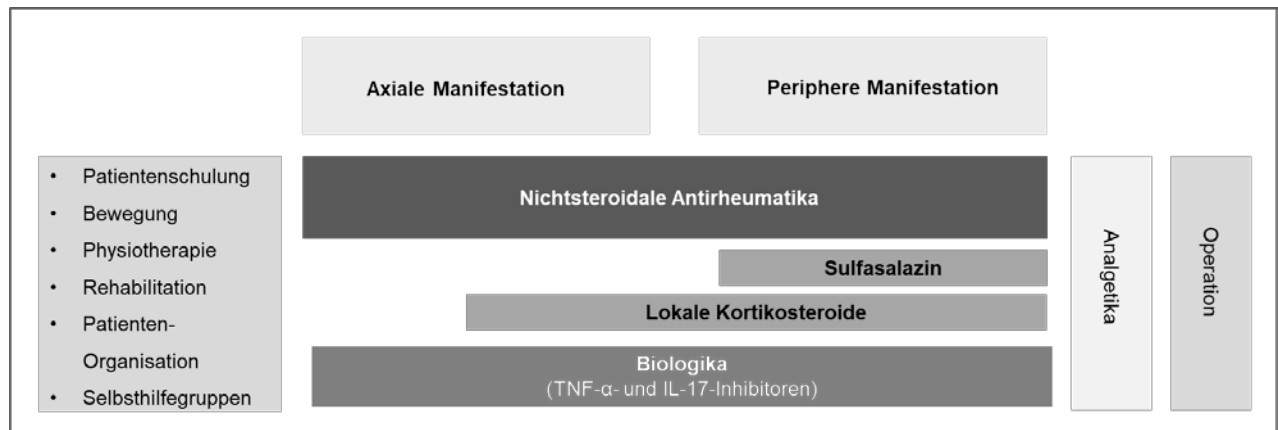 Axiale Manifestation
Periphere Manifestation
• Patientenschulung
• Bewegung
• Physiotherapie
• Rehabilitation
• Patienten-
Organisation
• Selbsthilfegruppen
Nichtsteroidale Antirheumatika
Sulfasalazin
Lokale Kortikosteroide
Biologika
(TNF-α- und IL-17-Inhibitoren)
Analgetika
Operation